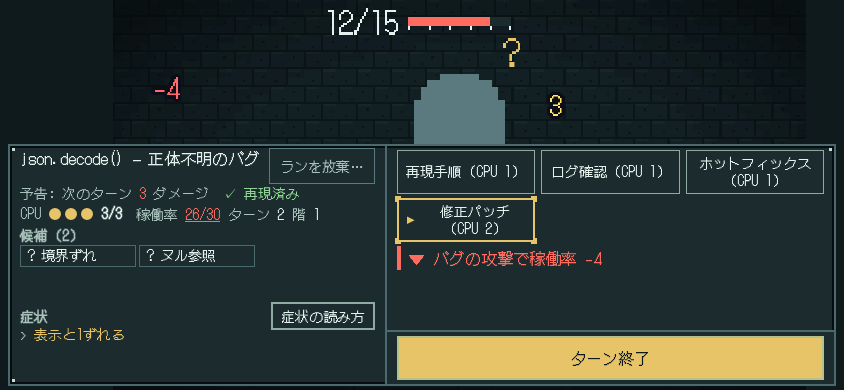 12/15
?
-4
3
json.decode() – 正体不明のバグ
ランを放棄…
予告: 次のターン 3 ダメージ ✓ 再現済み
CPU ●●● 3/3 稼働率 26/30 ターン 2 階 1
候補 (2)
? 境界ずれ
? ヌル参照
症状
症状の読み方
> 表示と1ずれる
再現手順 (CPU 1)
ログ確認 (CPU 1)
ホットフィックス
(CPU 1)
▶ 修正パッチ
(CPU 2)
▼ バグの攻撃で稼働率 -4
ターン終了